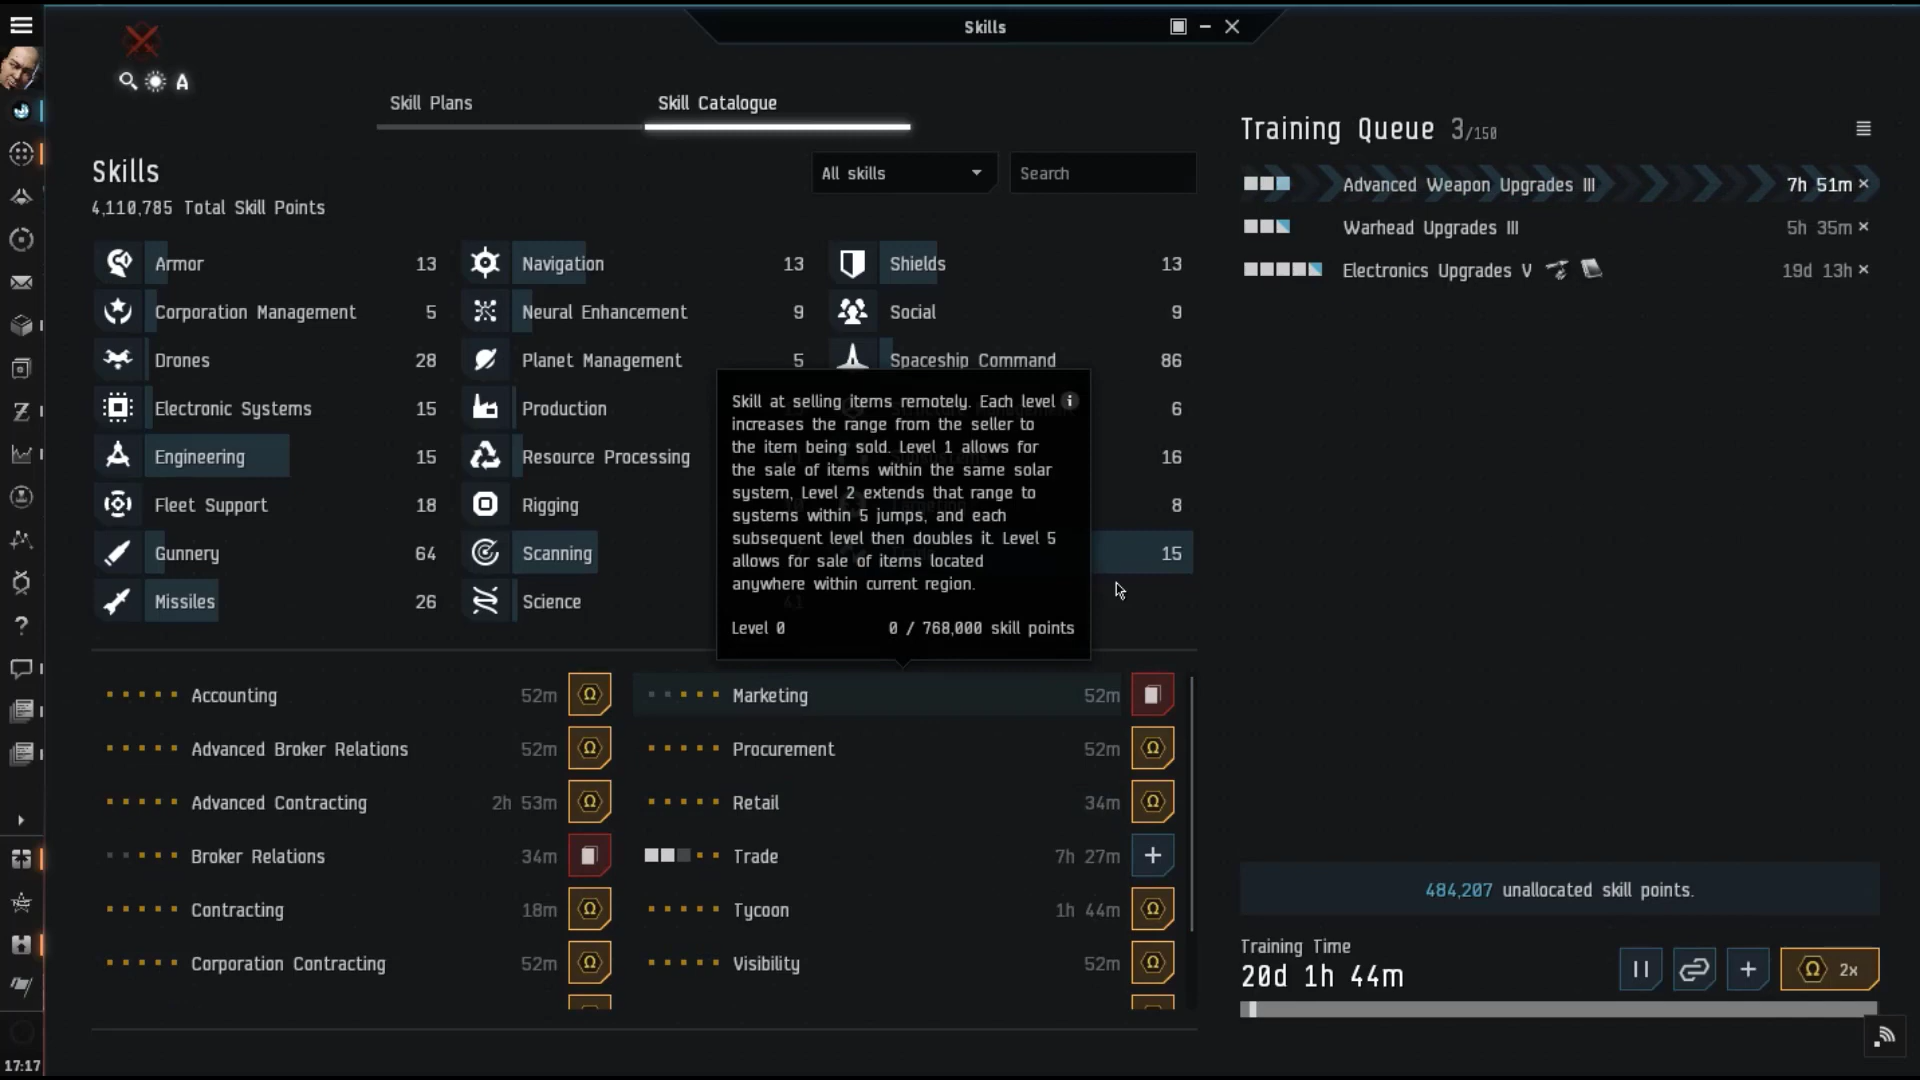 Skills
A
Skill Plans
Skill Catalogue
Skills
All skills
Search
4,110,785 Total Skill Points
Armor 13
Navigation 13
Shields 13
Corporation Management 5
Neural Enhancement 9
Social 9
Drones 28
Planet Management 5
Spaceship Command 86
Electronic Systems 15
Production
6
Engineering 15
Resource Processing
16
Fleet Support 18
Rigging
8
Gunnery 64
Scanning
15
Missiles 26
Science
Skill at selling items remotely. Each level
increases the range from the seller to
the item being sold. Level 1 allows for
the sale of items within the same solar
system, Level 2 extends that range to
systems within 5 jumps, and each
subsequent level then doubles it. Level 5
allows for sale of items located
anywhere within current region.
Level 0 0 / 768,000 skill points
Accounting 52m Ω
Marketing 52m
Advanced Broker Relations 52m Ω
Procurement 52m Ω
Advanced Contracting 2h 53m Ω
Retail 34m Ω
Broker Relations 34m
Trade 7h 27m +
Contracting 18m Ω
Tycoon 1h 44m Ω
Corporation Contracting 52m Ω
Visibility 52m Ω
Training Queue 3/150
Advanced Weapon Upgrades III 7h 51m ×
Warhead Upgrades III 5h 35m ×
Electronics Upgrades V 19d 13h ×
484,207 unallocated skill points.
Training Time
20d 1h 44m
Ω 2x
17:17